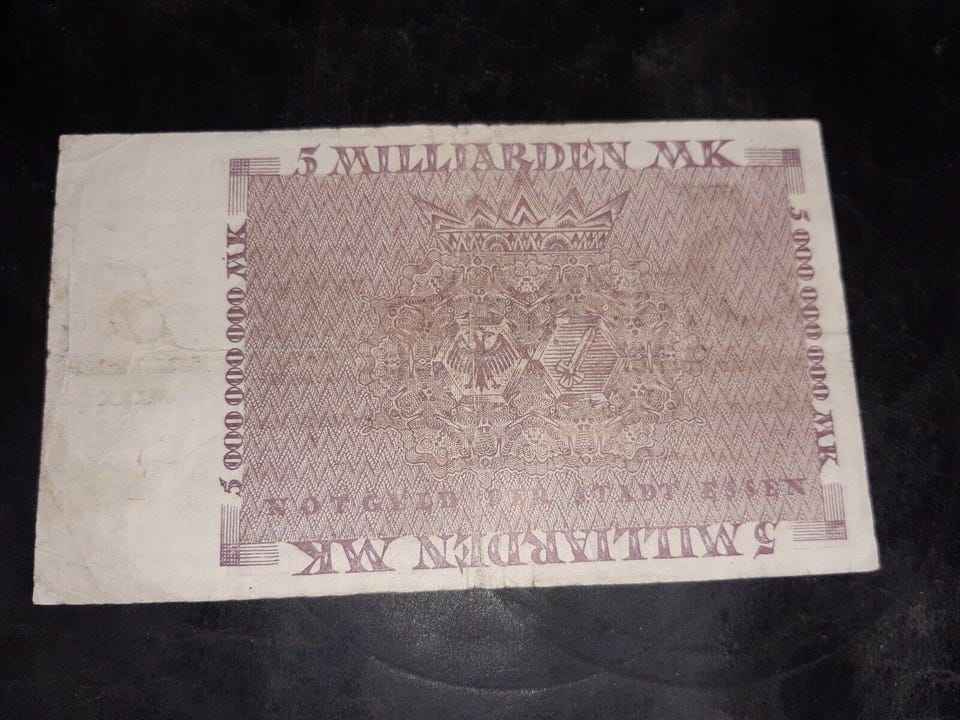 5 MILLIARDEN MK
5 000 000 000 MK
5 000 000 000 MK
NOTGELD DER STADT ESSEN
5 MILLIARDEN MK